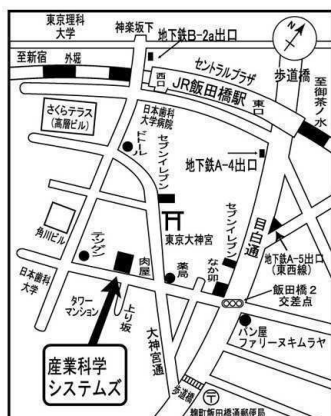 東京理科
大学
神楽坂下
地下鉄B-2a出口
N
至新宿
外堀
セントラルプラザ
歩道橋
西口
JR飯田橋駅
東口
至御茶ノ水
さくらテラス
(高層ビル)
日本歯科
大学病院
ドトール
セブンイレブン
地下鉄A-4出口
角川ビル
東京大神宮
セブンイレブン
目白通
地下鉄A-5出口
(東西線)
デンタン
肉屋
薬局
なか卯
飯田橋2
交差点
日本歯科
大学
タワー
マンション
上り坂
大神宮通
パン屋
ファリーヌキムラヤ
産業科学
システムズ
歩道橋
〒
麹町飯田橋通郵便局